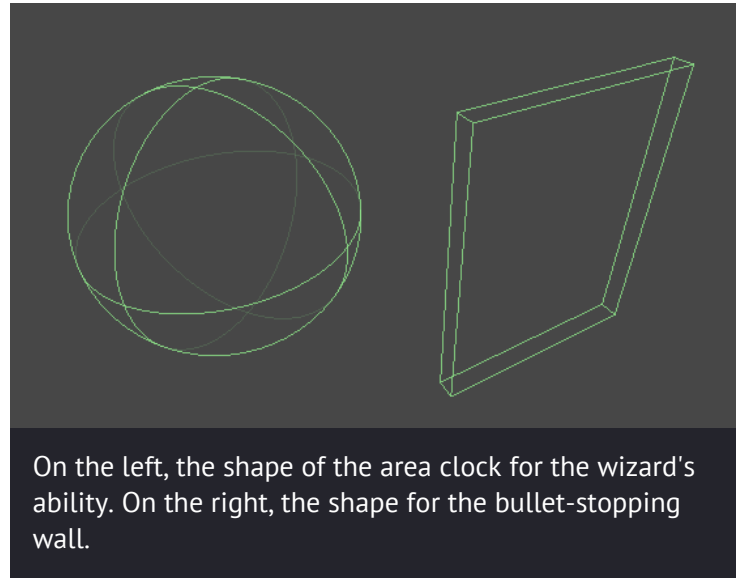 On the left, the shape of the area clock for the wizard's
ability. On the right, the shape for the bullet-stopping
wall.